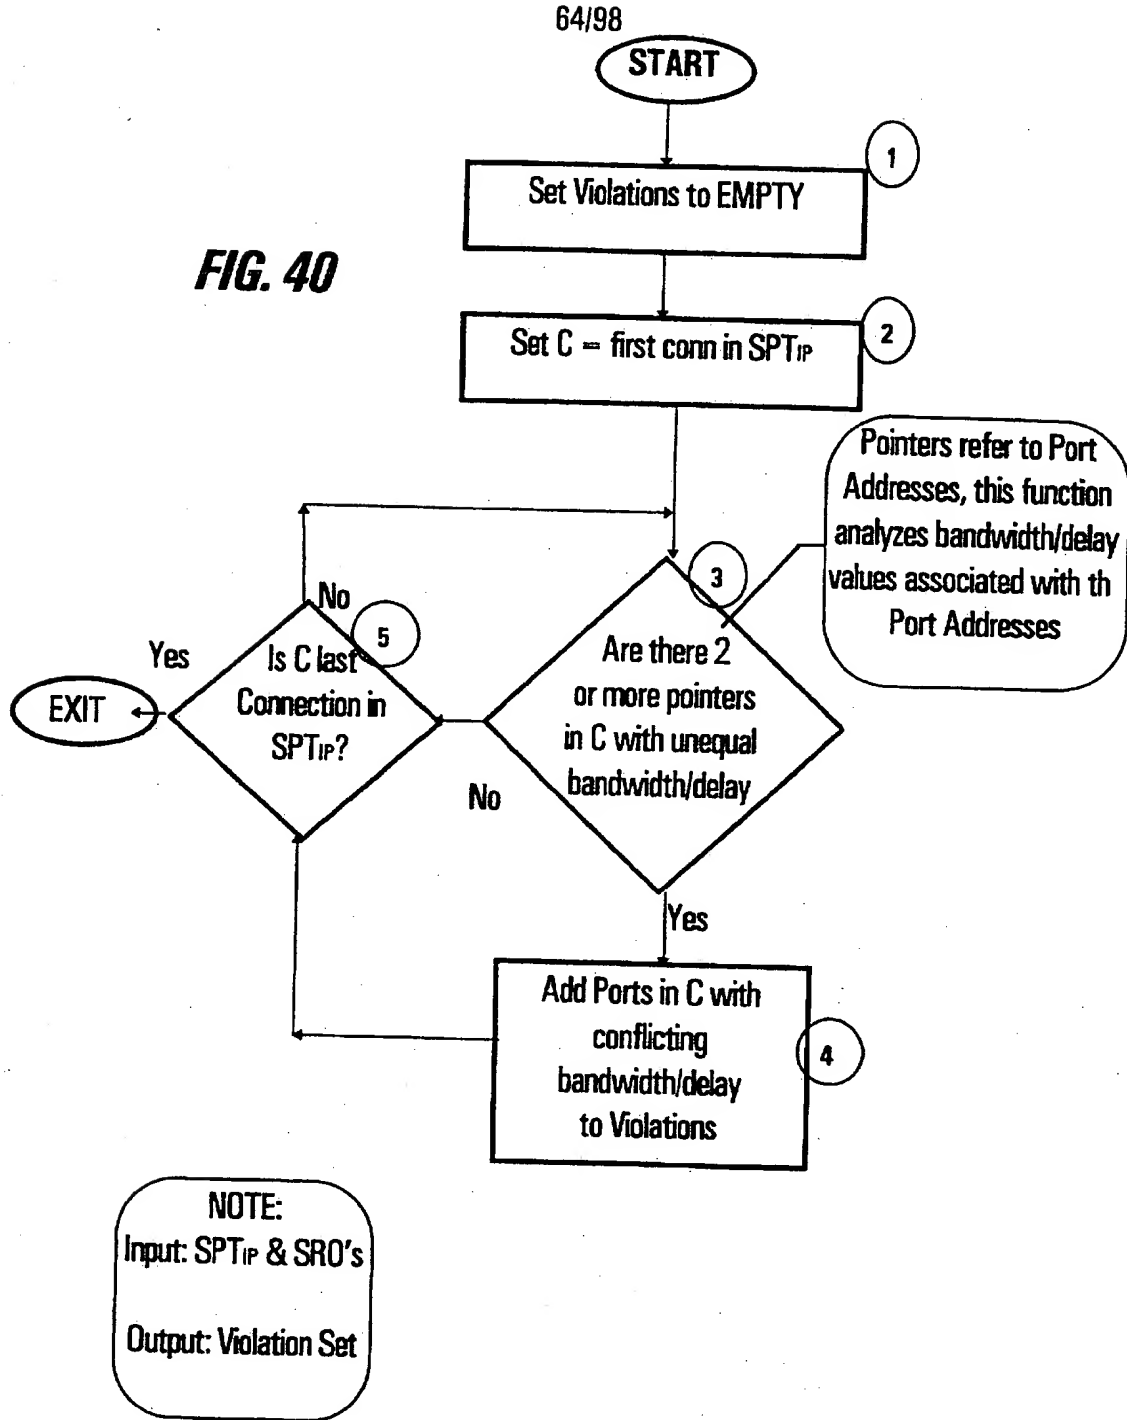 64/98
START
1
Set Violations to EMPTY
FIG. 40
2
Set C = first conn in SPTIP
Pointers refer to Port
Addresses, this function
analyzes bandwidth/delay
values associated with th
Port Addresses
3
Are there 2
or more pointers
in C with unequal
bandwidth/delay
No
5
Yes
Is C last
Connection in
SPTIP?
EXIT
No
Yes
Add Ports in C with
conflicting
bandwidth/delay
to Violations
4
NOTE:
Input: SPTIP & SRO's
Output: Violation Set